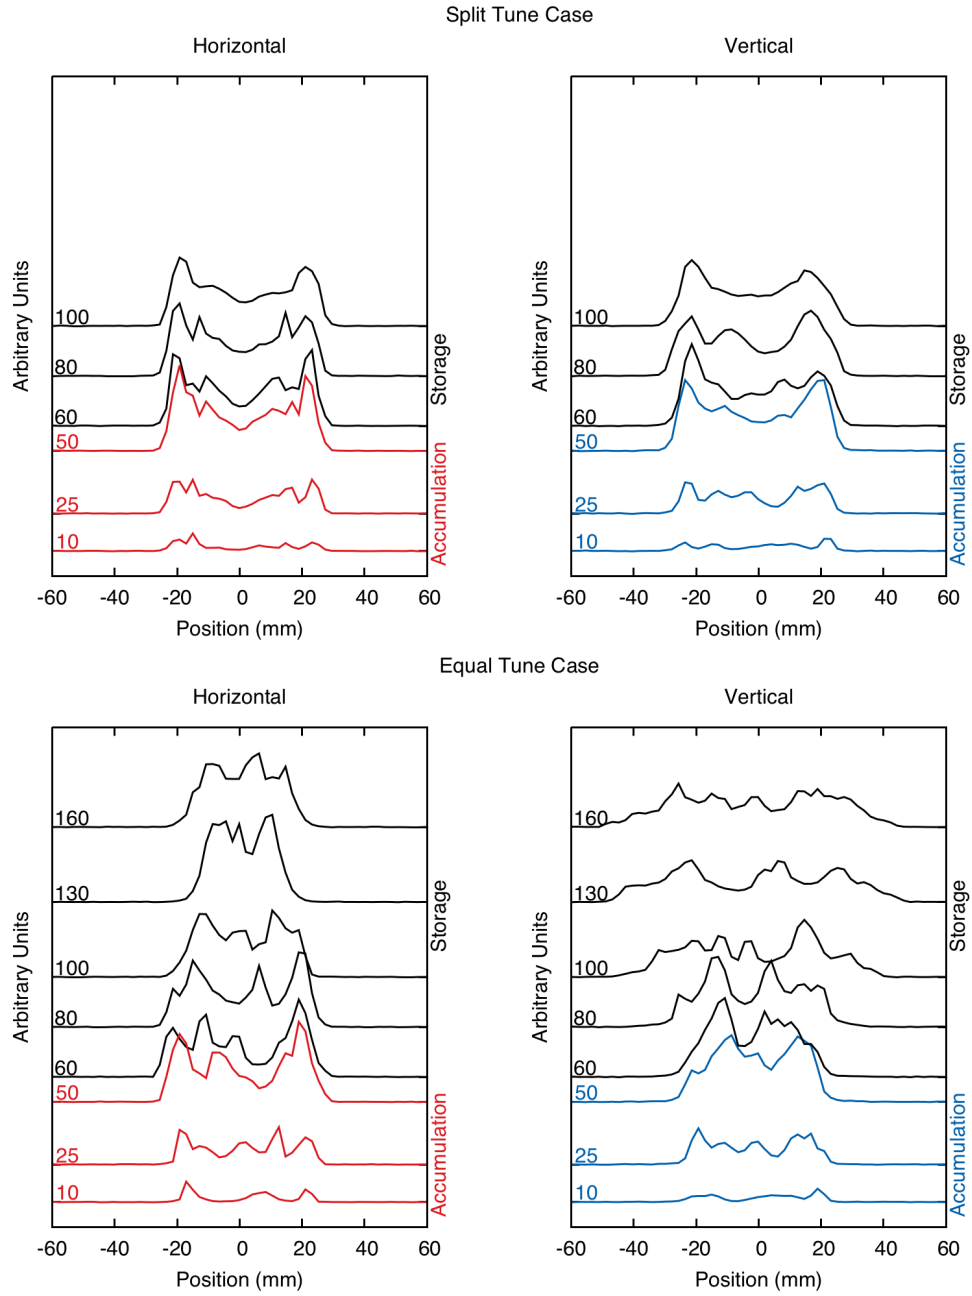 Split Tune Case
Horizontal
Vertical
Arbitrary Units
100
80
60
50
25
10
Storage
Accumulation
-60 -40 -20 0 20 40 60
Position (mm)
Arbitrary Units
100
80
60
50
25
10
Storage
Accumulation
-60 -40 -20 0 20 40 60
Position (mm)
Equal Tune Case
Horizontal
Vertical
Arbitrary Units
160
130
100
80
60
50
25
10
Storage
Accumulation
-60 -40 -20 0 20 40 60
Position (mm)
Arbitrary Units
160
130
100
80
60
50
25
10
Storage
Accumulation
-60 -40 -20 0 20 40 60
Position (mm)